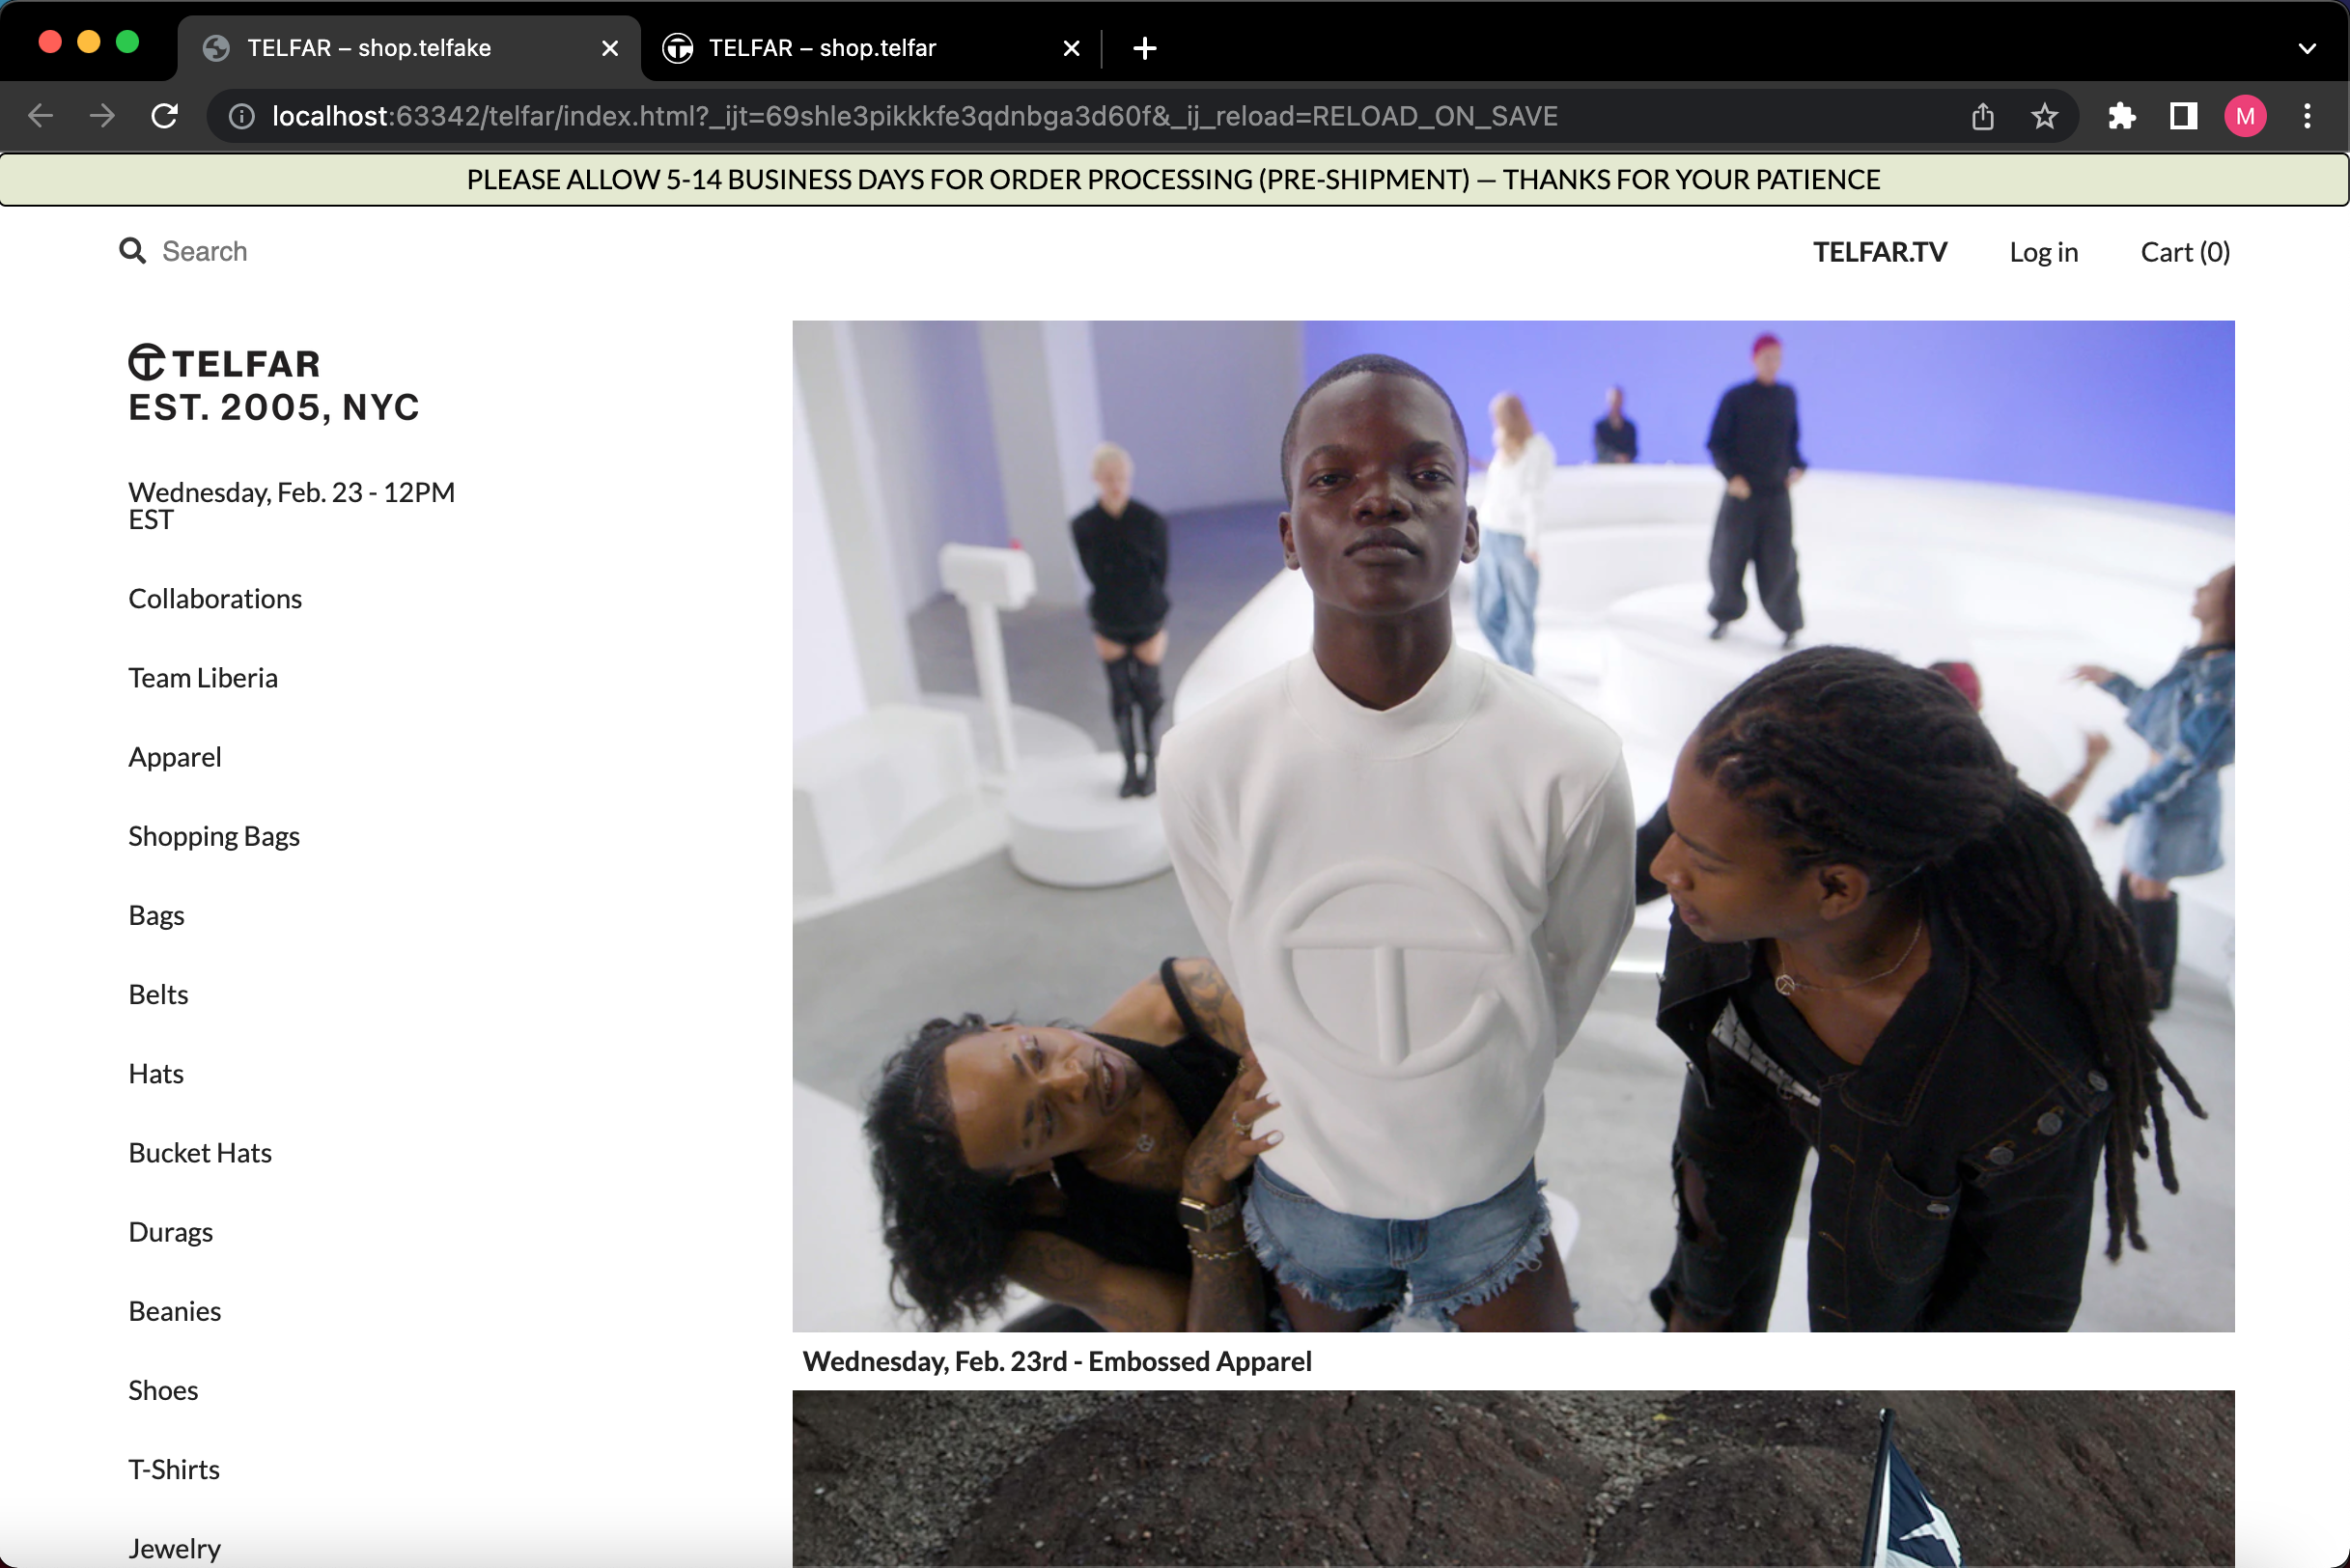 TELFAR – shop.telfake
TELFAR – shop.telfar
localhost:63342/telfar/index.html?_ijt=69shle3pikkkfe3qdnbga3d60f&_ij_reload=RELOAD_ON_SAVE
M
PLEASE ALLOW 5-14 BUSINESS DAYS FOR ORDER PROCESSING (PRE-SHIPMENT) — THANKS FOR YOUR PATIENCE
Search
TELFAR.TV
Log in
Cart (0)
TELFAR
EST. 2005, NYC
Wednesday, Feb. 23 - 12PM
EST
Collaborations
Team Liberia
Apparel
Shopping Bags
Bags
Belts
Hats
Bucket Hats
Durags
Beanies
Shoes
T-Shirts
Jewelry
Wednesday, Feb. 23rd - Embossed Apparel